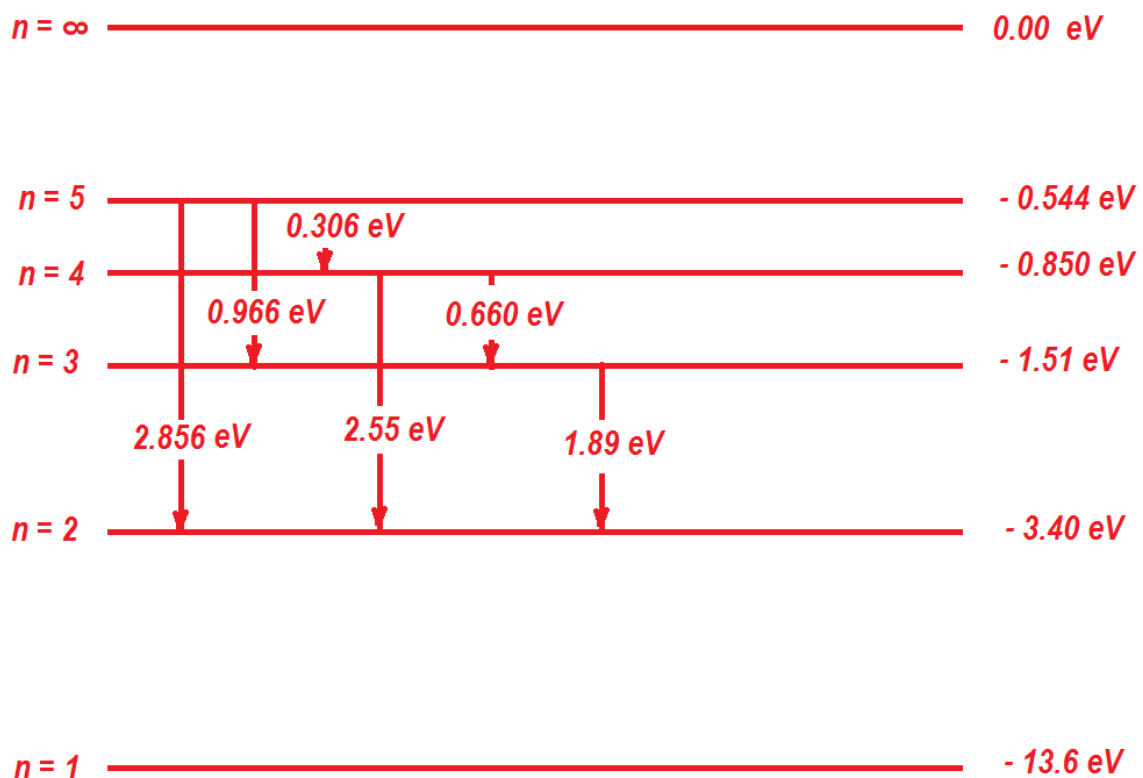 n = ∞ 0.00 eV
n = 5 - 0.544 eV
0.306 eV
n = 4 - 0.850 eV
0.966 eV 0.660 eV
n = 3 - 1.51 eV
2.856 eV 2.55 eV 1.89 eV
n = 2 - 3.40 eV
n = 1 - 13.6 eV